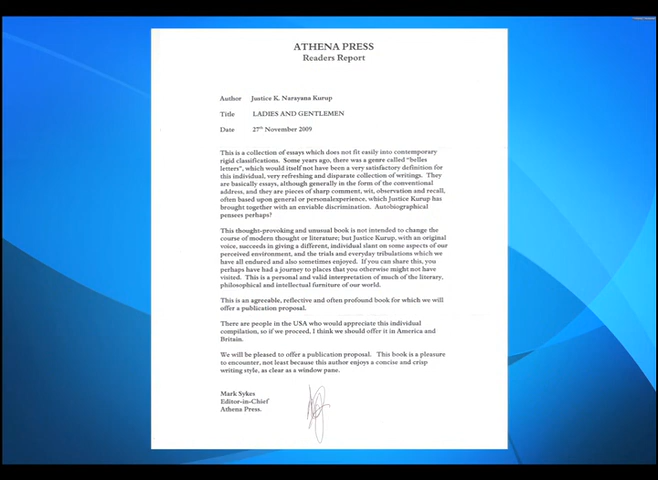 ATHENA PRESS
Readers Report
Author Justice K. Narayana Kurup
Title LADIES AND GENTLEMEN
Date 27th November 2009
This is a collection of essays which does not fit easily into contemporary
rigid classifications. Some years ago, there was a genre called "belles
letters", which would itself not have been a very satisfactory definition for
this individual, very refreshing and disparate collection of writings. They
are basically essays, although generally in the form of the conventional
address, and they are pieces of sharp comment, wit, observation and recall,
often based upon general or personalexperience, which Justice Kurup has
brought together with an enviable discrimination. Autobiographical
pensees perhaps?
This thought-provoking and unusual book is not intended to change the
course of modern thought or literature; but Justice Kurup, with an original
voice, succeeds in giving a different, individual slant on some aspects of our
perceived environment, and the trials and everyday tribulations which we
have all endured and also sometimes enjoyed. If you can share this, you
perhaps have had a journey to places that you otherwise might not have
visited. This is a personal and valid interpretation of much of the literary,
philosophical and intellectual furniture of our world.
This is an agreeable, reflective and often profound book for which we will
offer a publication proposal.
There are people in the USA who would appreciate this individual
compilation, so if we proceed, I think we should offer it in America and
Britain.
We will be pleased to offer a publication proposal. This book is a pleasure
to encounter, not least because this author enjoys a concise and crisp
writing style, as clear as a window pane.
Mark Sykes
Editor-in-Chief
Athena Press.